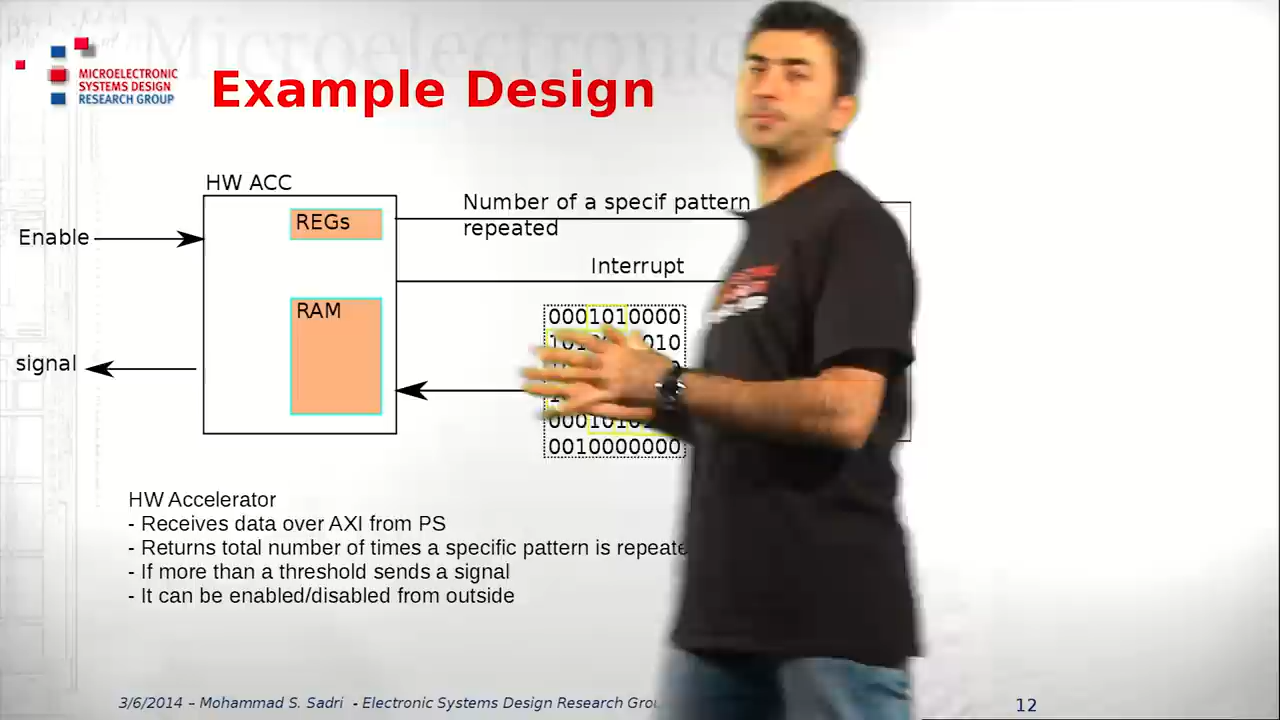 Microelectronic
MICROELECTRONIC
SYSTEMS DESIGN
RESEARCH GROUP
Example Design
HW ACC
REGs
Number of a specif pattern
repeated
Enable
Interrupt
RAM
0001010000
010
signal
0010000000
HW Accelerator
- Receives data over AXI from PS
- Returns total number of times a specific pattern is
- If more than a threshold sends a signal
- It can be enabled/disabled from outside
3/6/2014 – Mohammad S. Sadri - Electronic Systems Design Research
12